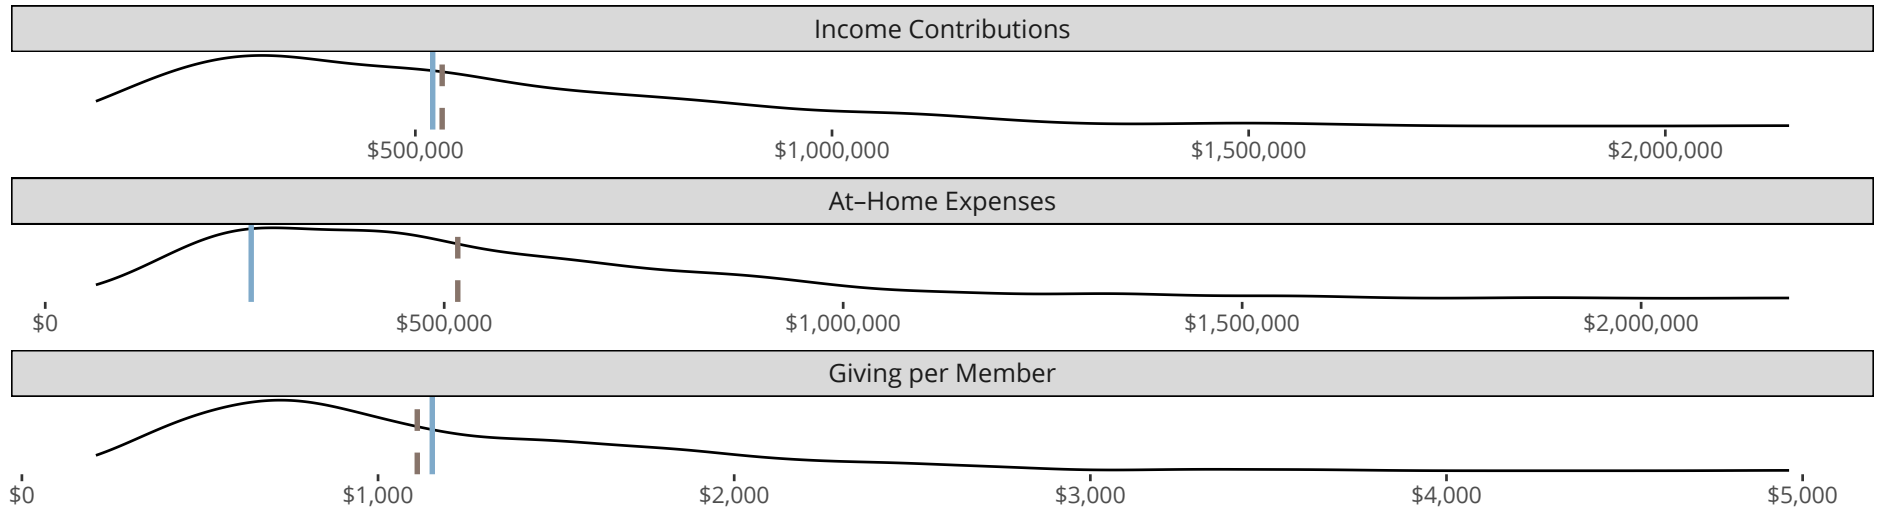 Income Contributions
$500,000 $1,000,000 $1,500,000 $2,000,000
At–Home Expenses
$0 $500,000 $1,000,000 $1,500,000 $2,000,000
Giving per Member
$0 $1,000 $2,000 $3,000 $4,000 $5,000